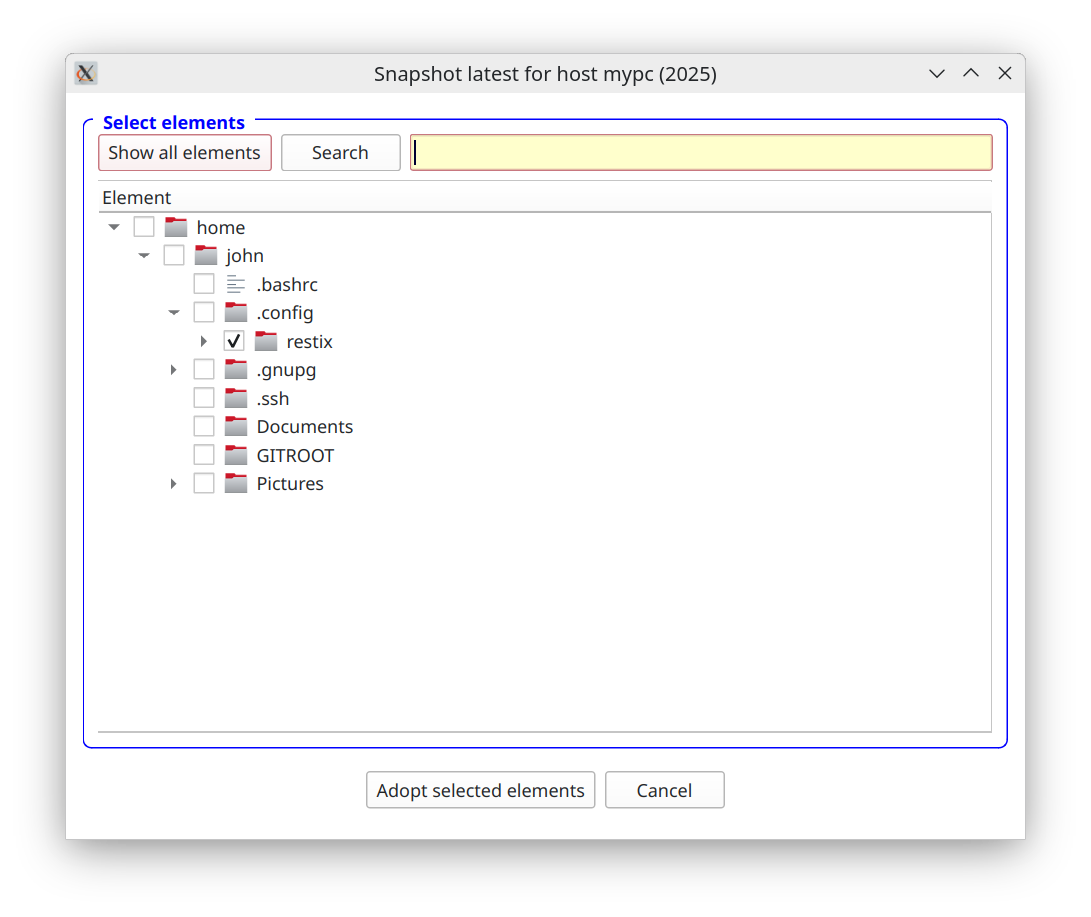 Snapshot latest for host mypc (2025)
Select elements
Show all elements Search
Element
home
john
.bashrc
.config
restix
.gnupg
.ssh
Documents
GITROOT
Pictures
Adopt selected elements Cancel